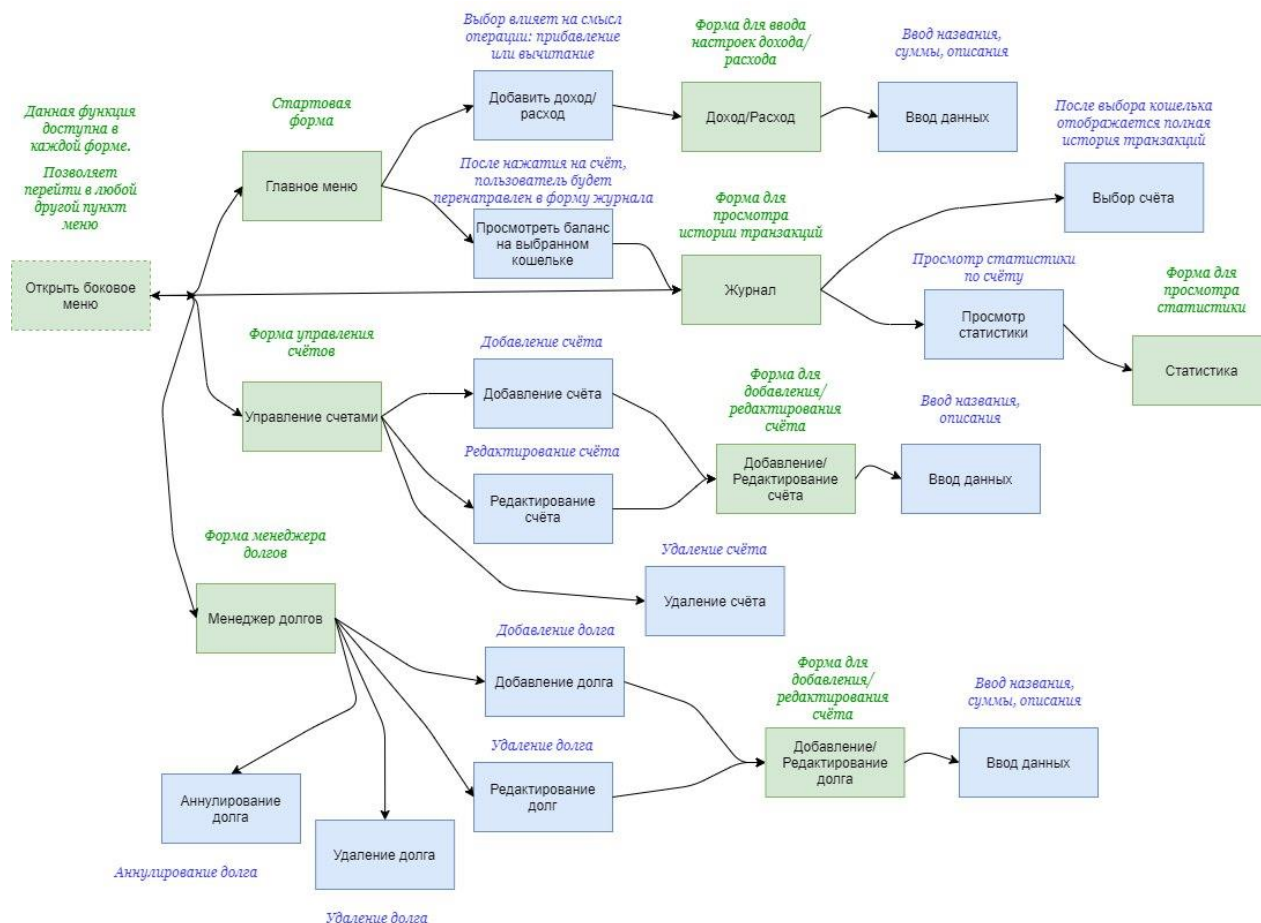 Данная функция
доступна в
каждой форме.
Позволяет
перейти в любой
другой пункт
меню
Открыть боковое
меню
Стартовая
форма
Главное меню
Выбор влияет на смысл
операции: прибавление
или вычитание
Добавить доход/
расход
Форма для ввода
настроек дохода/
расхода
Доход/Расход
Ввод названия,
суммы, описания
Ввод данных
После нажатия на счёт,
пользователь будет
перенаправлен в форму журнала
Просмотреть баланс
на выбранном
кошельке
Форма для
просмотра
истории транзакций
Журнал
После выбора кошелька
отображается полная
история транзакций
Выбор счёта
Просмотр статистики
по счёту
Просмотр
статистики
Форма для
просмотра
статистики
Статистика
Форма управления
счётов
Управление счетами
Добавление счёта
Добавление счёта
Редактирование счёта
Редактирование
счёта
Форма для
добавления/
редактирования
счёта
Добавление/
Редактирование
счёта
Ввод названия,
описания
Ввод данных
Удаление счёта
Удаление счёта
Форма менеджера
долгов
Менеджер долгов
Добавление долга
Добавление долга
Удаление долга
Редактирование
долг
Форма для
добавления/
редактирования
счёта
Добавление/
Редактирование
долга
Ввод названия,
суммы, описания
Ввод данных
Аннулирование
долга
Аннулирование долга
Удаление долга
Удаление долга